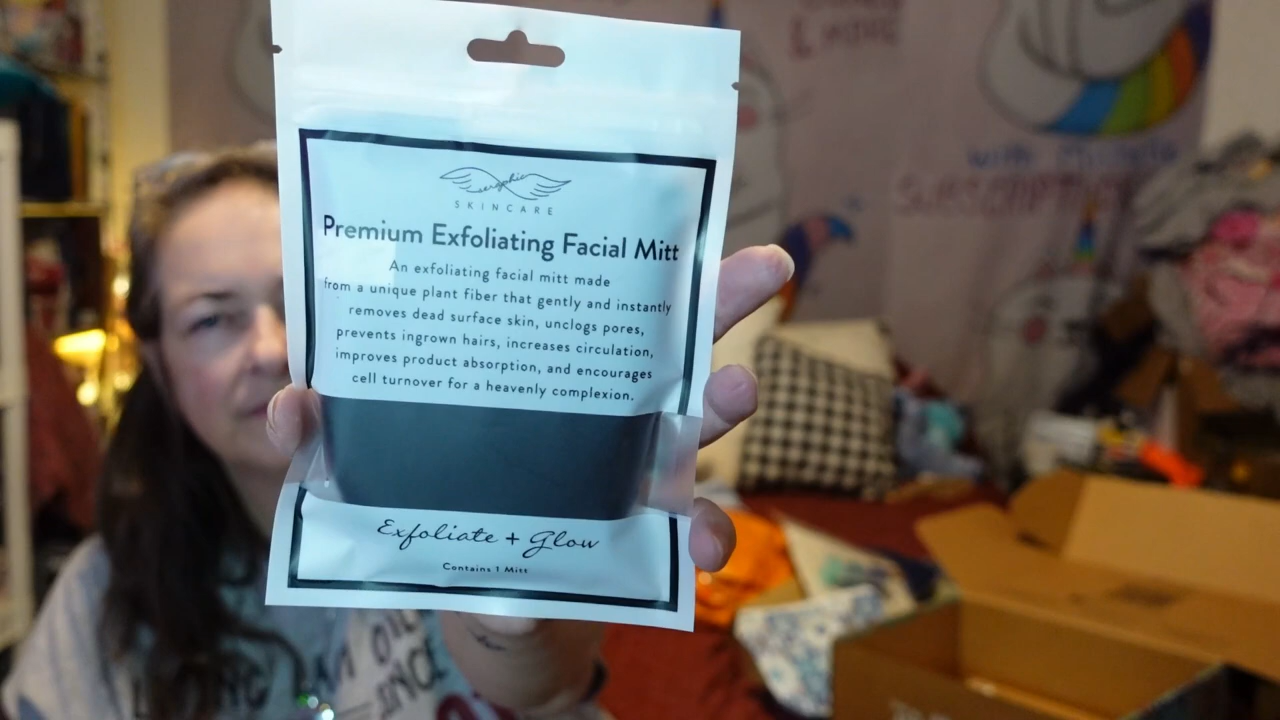 Seraphic
SKINCARE
Premium Exfoliating Facial Mitt
An exfoliating facial mitt made
from a unique plant fiber that gently and instantly
removes dead surface skin, unclogs pores,
prevents ingrown hairs, increases circulation,
improves product absorption, and encourages
cell turnover for a heavenly complexion.
Exfoliate + Glow
Contains 1 Mitt
with